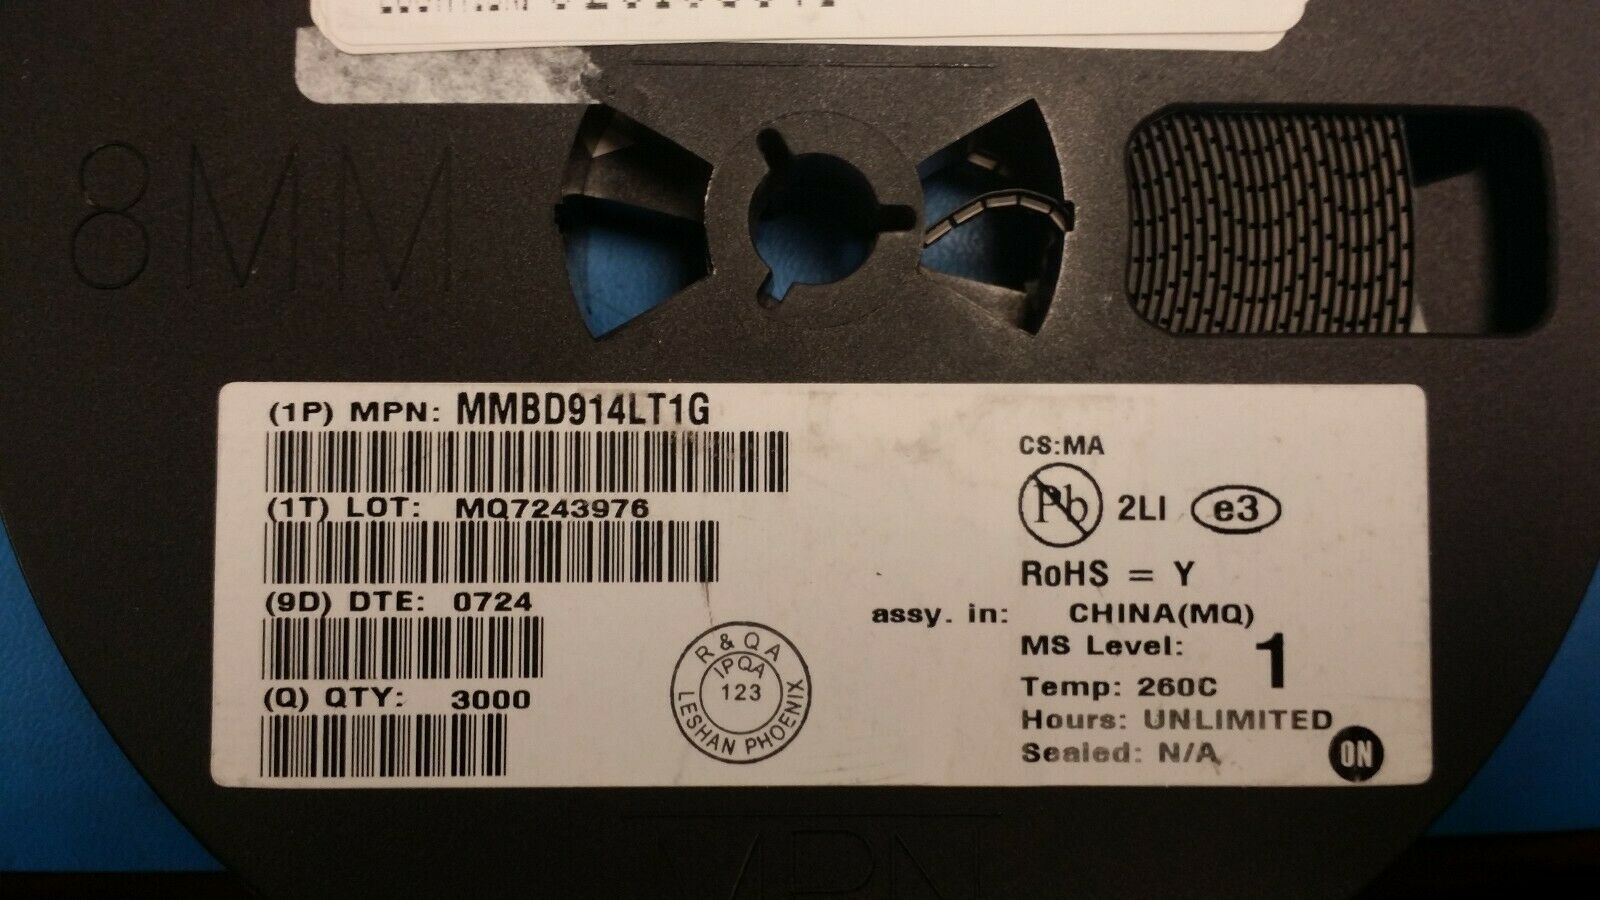 8MM
(1P) MPN: MMBD914LT1G
(1T) LOT: MQ7243976
(9D) DTE: 0724
(Q) QTY: 3000
R & QA
IPQA
123
LESHAN PHOENIX
CS:MA
Pb 2LI e3
RoHS = Y
assy. in: CHINA(MQ)
MS Level: 1
Temp: 260C
Hours: UNLIMITED
Sealed: N/A
ON